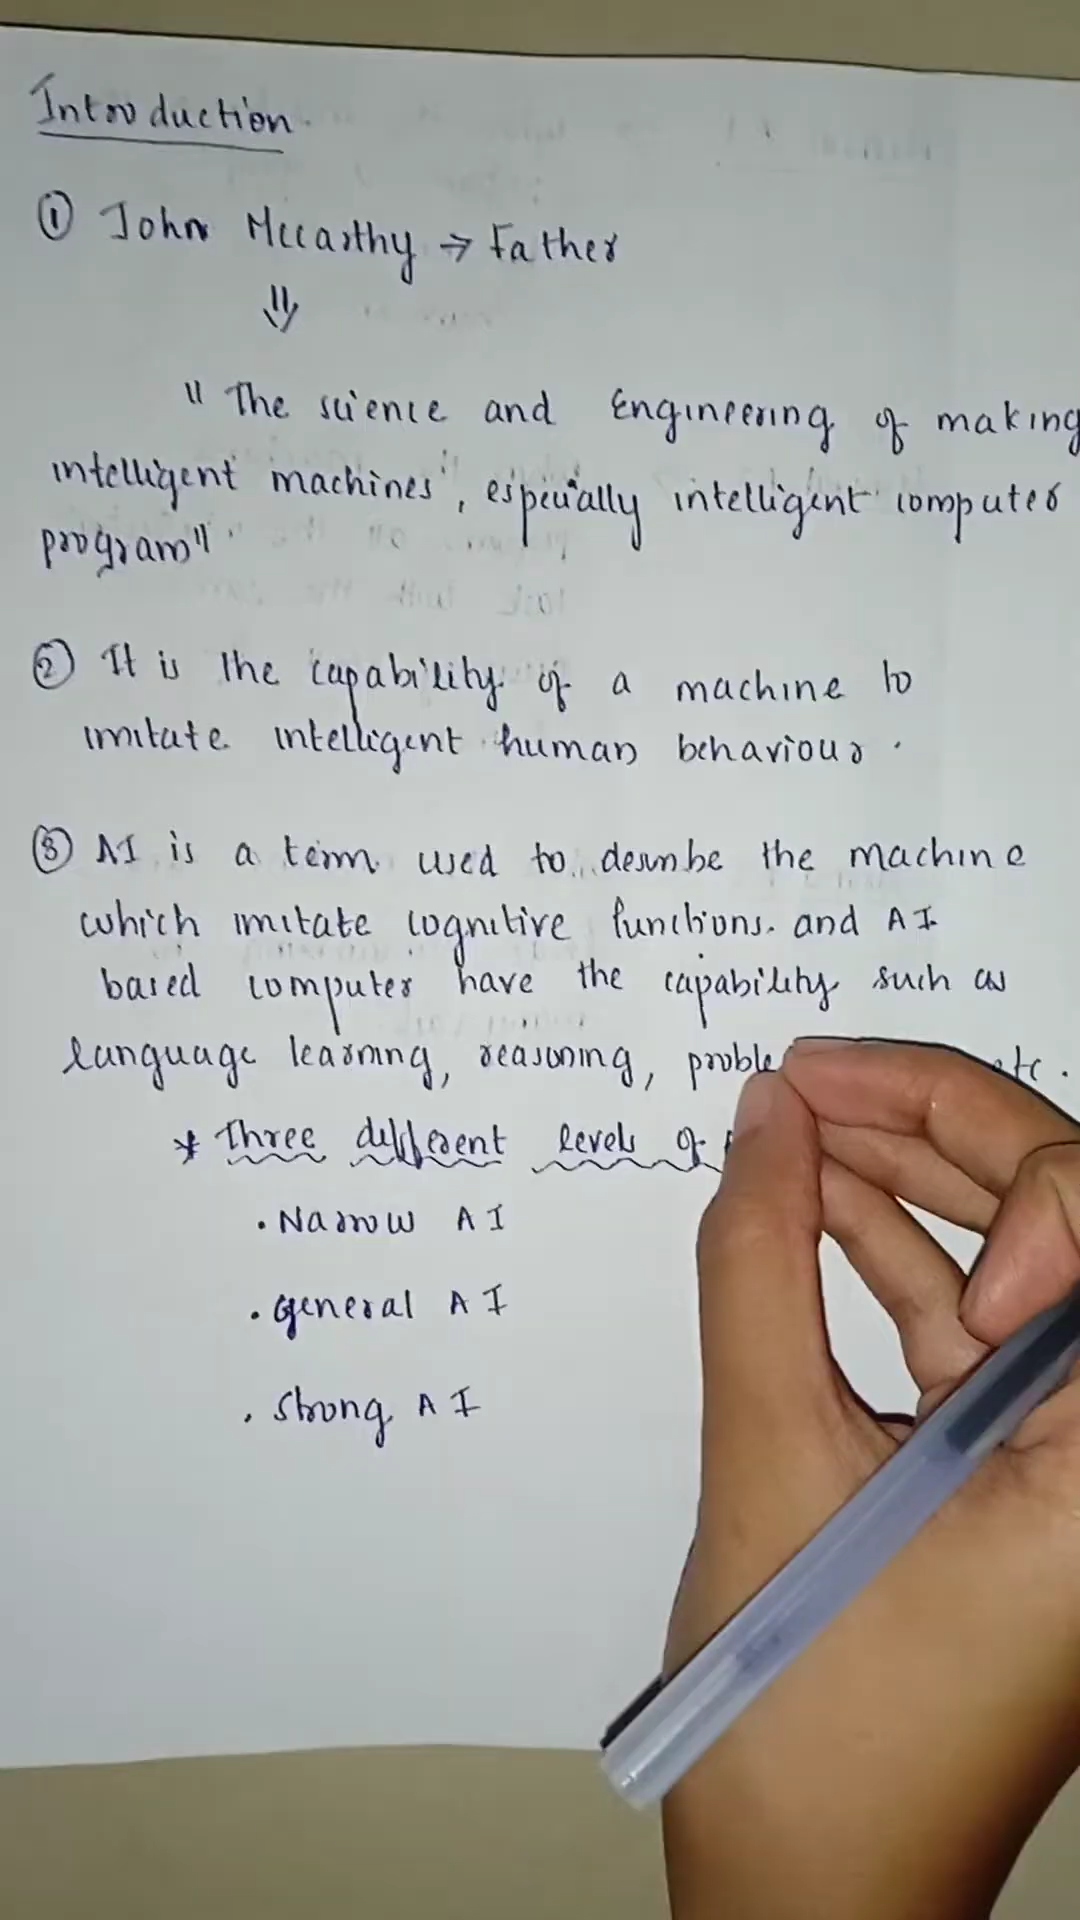 Introduction.
① John Mccarthy → Father
⇓
" The science and Engineering of making
intelligent machines", especially intelligent computer
program"
② It is the capability of a machine to
imitate intelligent human behaviour.
③ AI is a term used to describe the machine
which imitate cognitive functions. and AI
based computer have the capability such as
language learning, reasoning, etc.
* Three different levels of
. Narrow AI
. General AI
. Strong AI